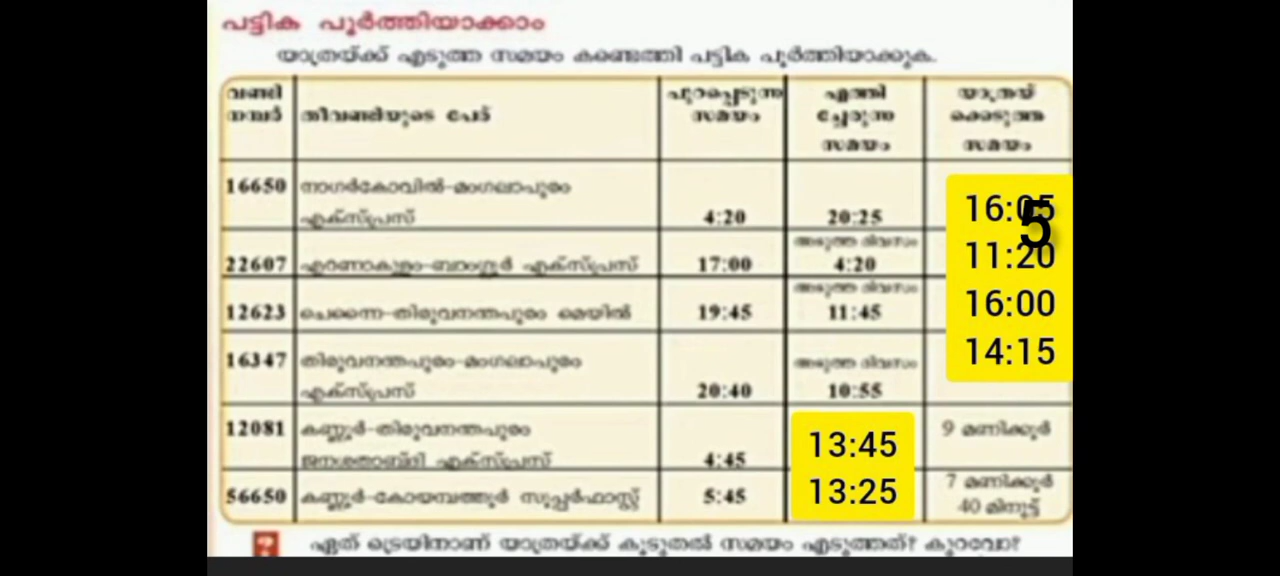 പട്ടിക പൂർത്തിയാക്കാം
യാത്രയ്ക്ക് എടുത്ത സമയം കണ്ടെത്തി പട്ടിക പൂർത്തിയാക്കുക.
വണ്ടി നമ്പർ തീവണ്ടിയുടെ പേര് പുറപ്പെടുന്ന സമയം എത്തി ച്ചേരുന്ന സമയം യാത്രയ് ക്കെടുത്ത സമയം
16650 നാഗർകോവിൽ-മംഗലാപുരം
എക്സ്പ്രസ് 4:20 20:25 16:05
5
അടുത്ത ദിവസം
22607 എറണാകുളം-ബാംഗ്ലൂർ എക്സ്പ്രസ് 17:00 4:20 11:20
അടുത്ത ദിവസം
12623 ചെന്നൈ-തിരുവനന്തപുരം മെയിൽ 19:45 11:45 16:00
16347 തിരുവനന്തപുരം-മംഗലാപുരം അടുത്ത ദിവസം
എക്സ്പ്രസ് 20:40 10:55 14:15
12081 കണ്ണൂർ-തിരുവനന്തപുരം 9 മണിക്കൂർ
ജനശതാബ്ദി എക്സ്പ്രസ് 4:45 13:45
56650 കണ്ണൂർ-കോയമ്പത്തൂർ സൂപ്പർഫാസ്റ്റ് 5:45 13:25 7 മണിക്കൂർ
40 മിനുട്ട്
? ഏത് ട്രെയിനാണ് യാത്രയ്ക്ക് കൂടുതൽ സമയം എടുത്തത്? കുറവോ?